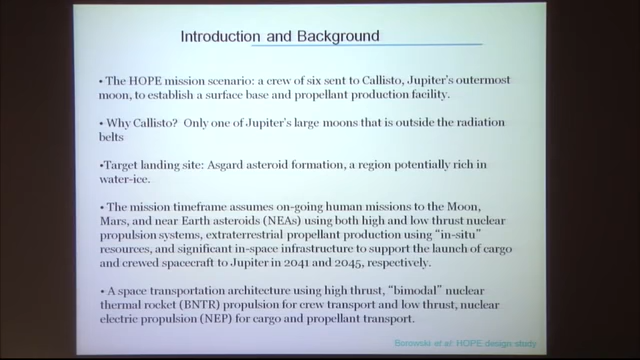 Introduction and Background
• The HOPE mission scenario: a crew of six sent to Callisto, Jupiter's outermost
moon, to establish a surface base and propellant production facility.
• Why Callisto? Only one of Jupiter's large moons that is outside the radiation
belts
•Target landing site: Asgard asteroid formation, a region potentially rich in
water-ice.
• The mission timeframe assumes on-going human missions to the Moon,
Mars, and near Earth asteroids (NEAs) using both high and low thrust nuclear
propulsion systems, extraterrestrial propellant production using "in-situ"
resources, and significant in-space infrastructure to support the launch of cargo
and crewed spacecraft to Jupiter in 2041 and 2045, respectively.
• A space transportation architecture using high thrust, "bimodal" nuclear
thermal rocket (BNTR) propulsion for crew transport and low thrust, nuclear
electric propulsion (NEP) for cargo and propellant transport.
Borowski et al: HOPE design study